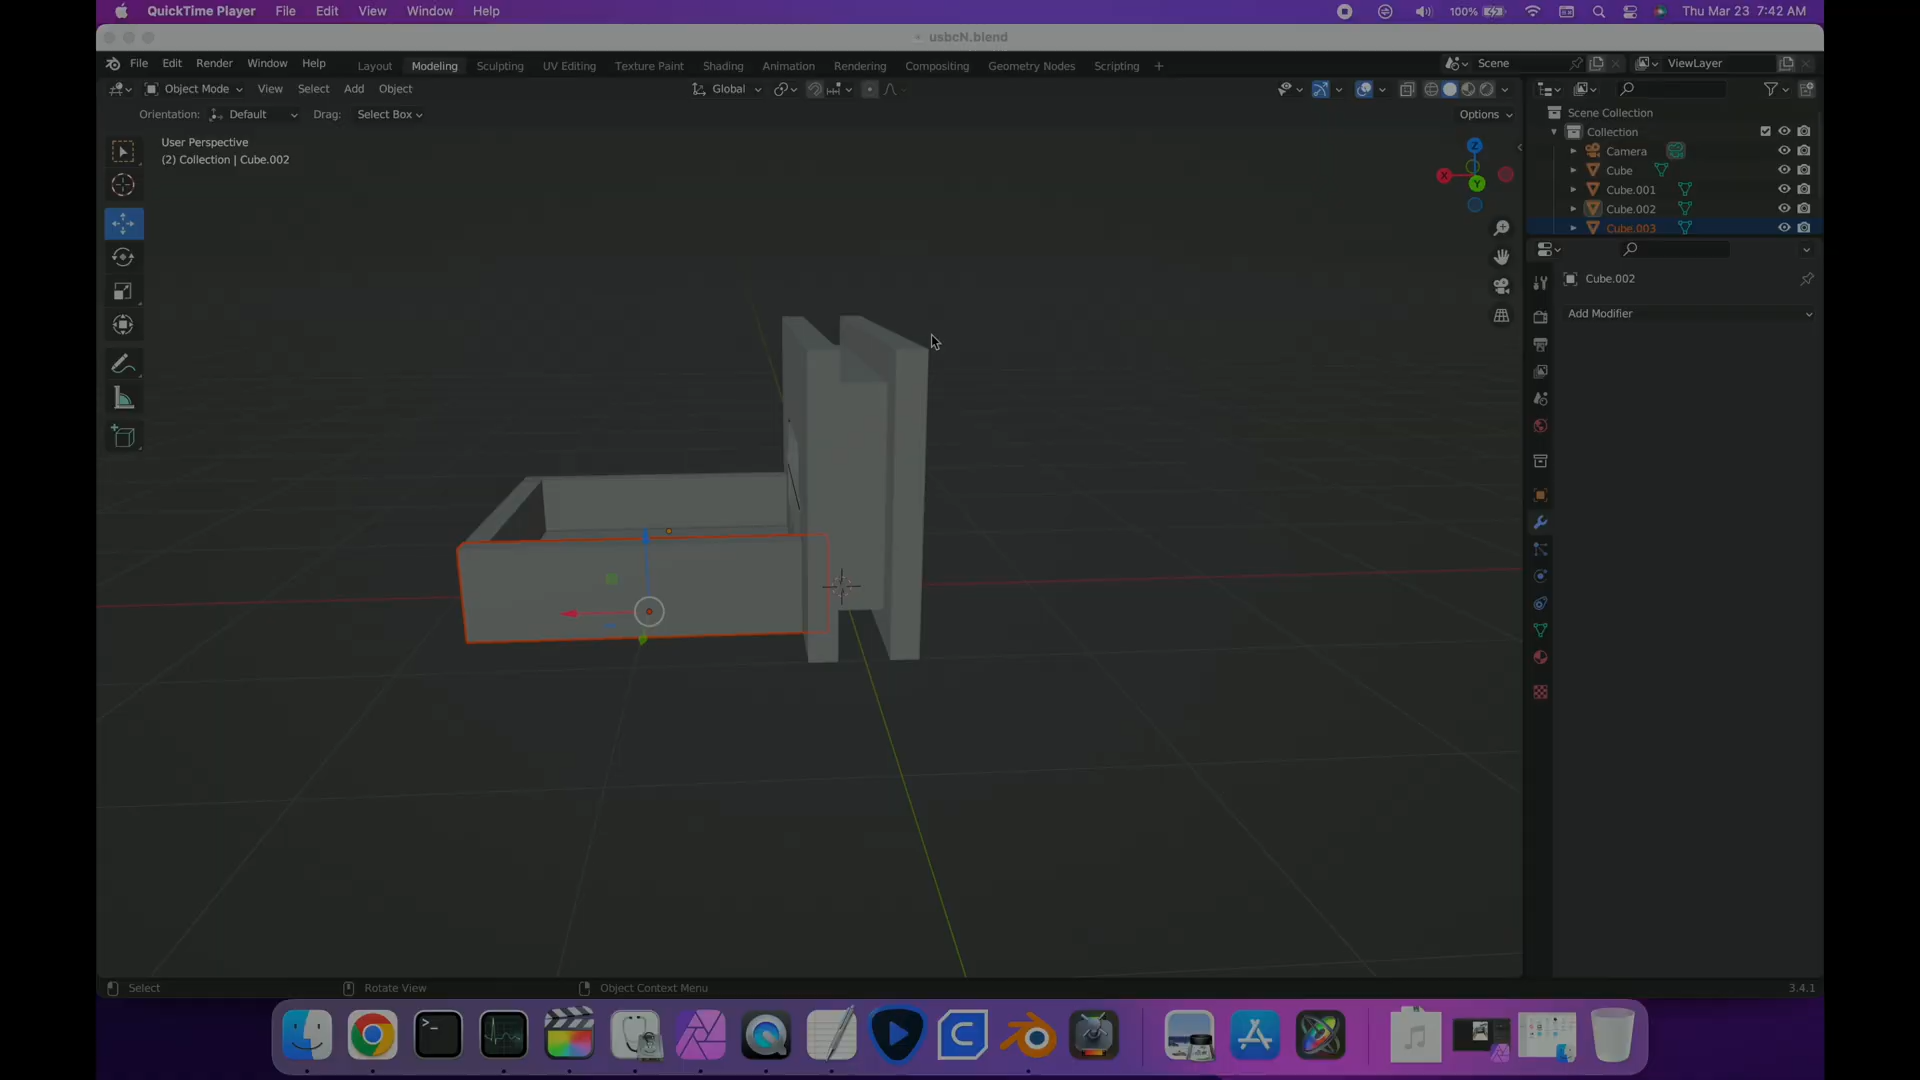 QuickTime Player File Edit View Window Help 100% Thu Mar 23 7:42 AM
usbcN.blend
File Edit Render Window Help Layout Modeling Sculpting UV Editing Texture Paint Shading Animation Rendering Compositing Geometry Nodes Scripting + Scene ViewLayer
Object Mode View Select Add Object Global
Orientation: Default Drag: Select Box Options
User Perspective
(2) Collection | Cube.002
Z
X
Y
Scene Collection
Collection
Camera
Cube
Cube.001
Cube.002
Cube.003
Cube.002
Add Modifier
Select Rotate View Object Context Menu 3.4.1